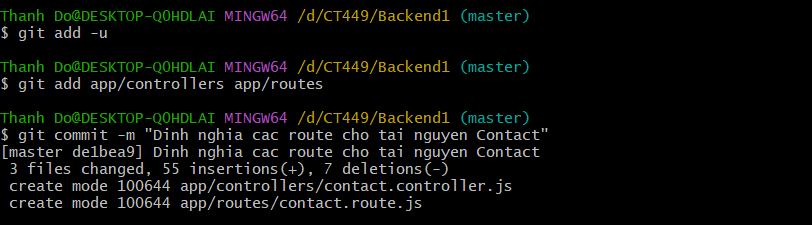 Thanh Do@DESKTOP-Q0HDLAI MINGW64 /d/CT449/Backend1 (master)
$ git add -u
Thanh Do@DESKTOP-Q0HDLAI MINGW64 /d/CT449/Backend1 (master)
$ git add app/controllers app/routes
Thanh Do@DESKTOP-Q0HDLAI MINGW64 /d/CT449/Backend1 (master)
$ git commit -m "Dinh nghia cac route cho tai nguyen Contact"
[master de1bea9] Dinh nghia cac route cho tai nguyen Contact
 3 files changed, 55 insertions(+), 7 deletions(-)
 create mode 100644 app/controllers/contact.controller.js
 create mode 100644 app/routes/contact.route.js